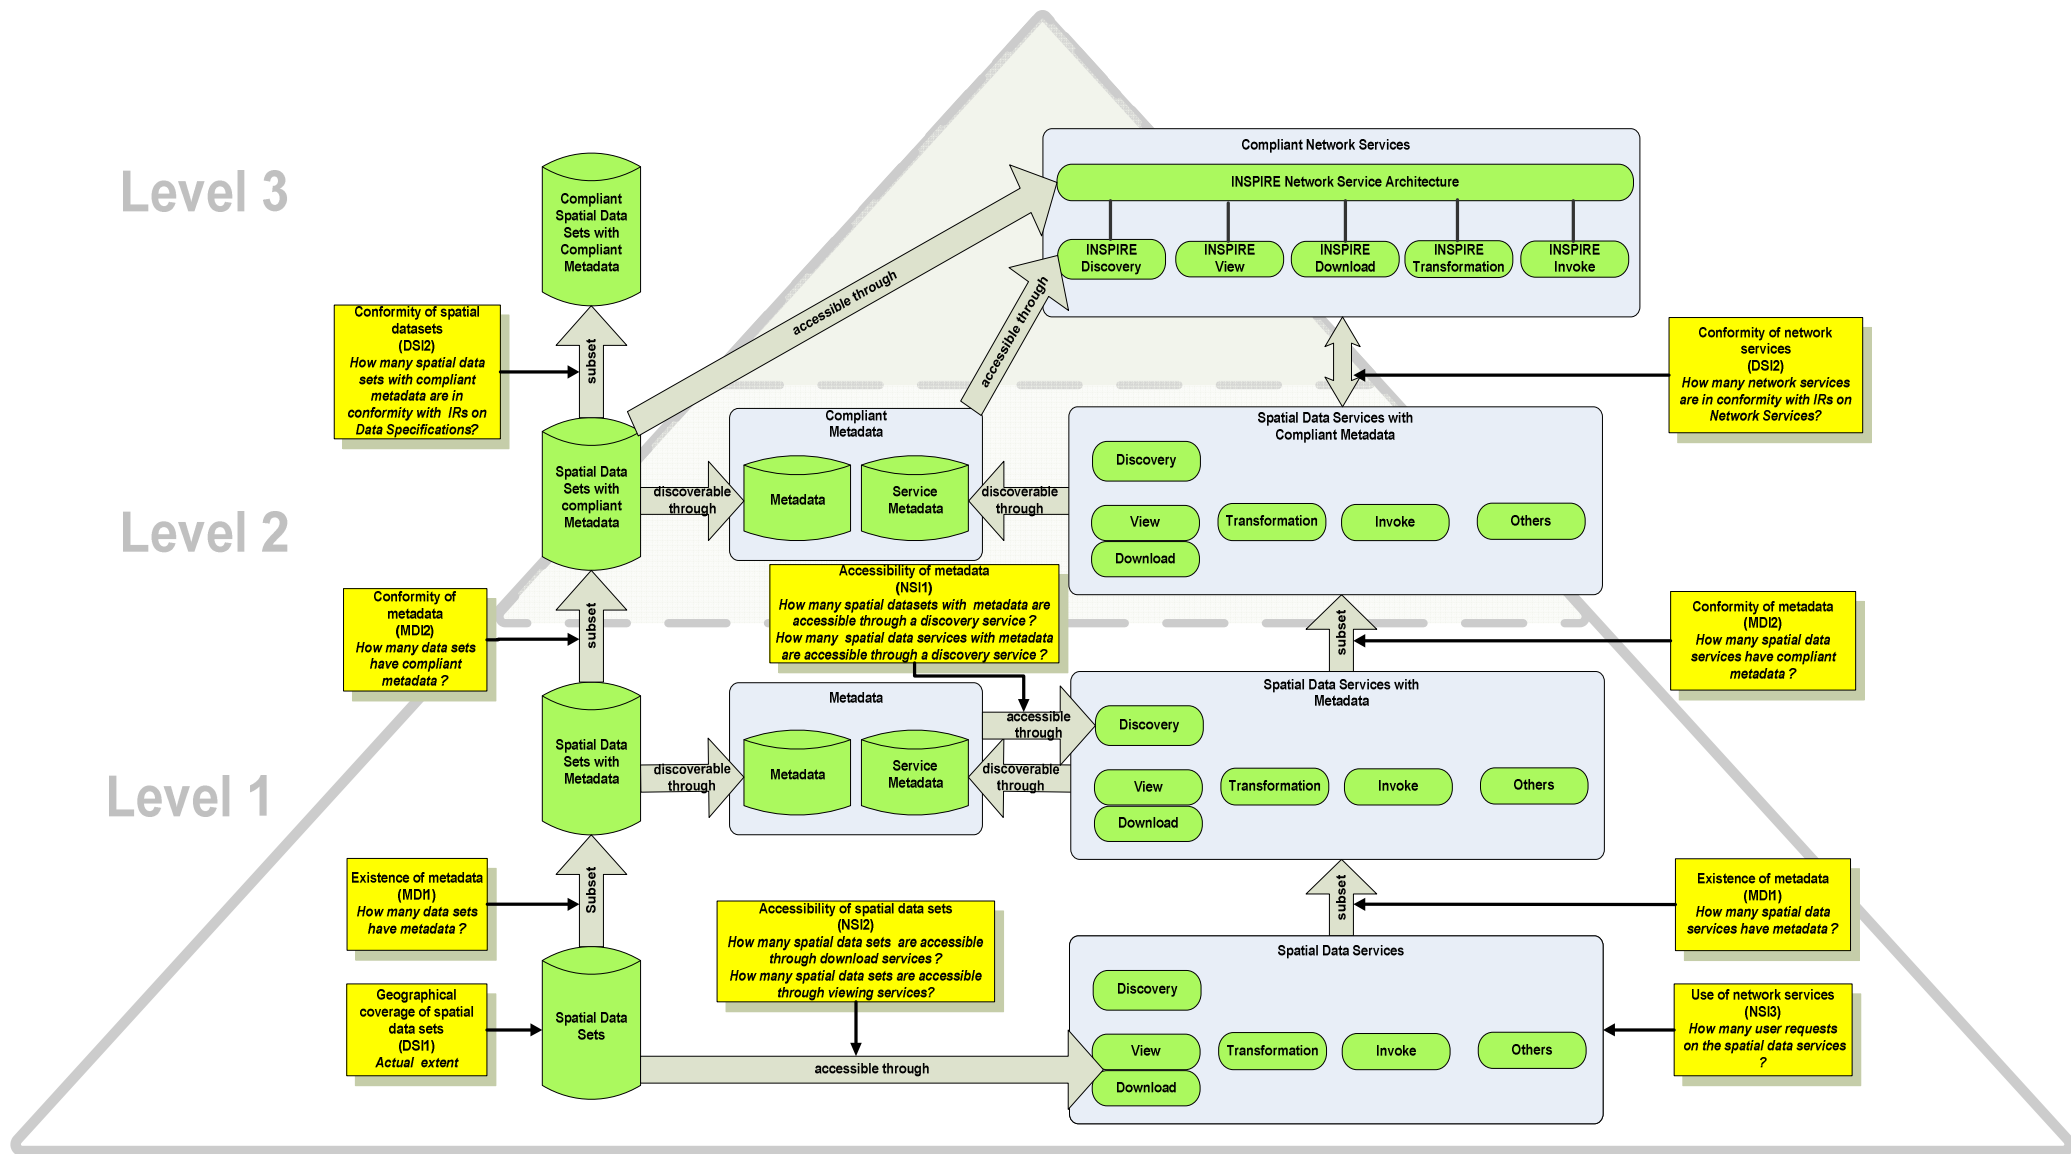 Level 3
Compliant
Spatial Data
Sets with
Compliant
Metadata
Compliant Network Services
INSPIRE Network Service Architecture
INSPIRE
Discovery
INSPIRE
View
INSPIRE
Download
INSPIRE
Transformation
INSPIRE
Invoke
accessible through
accessible through
Conformity of spatial
datasets
(DSI2)
How many spatial data
sets with compliant
metadata are in
conformity with IRs on
Data Specifications?
subset
Conformity of network
services
(DSI2)
How many network services
are in conformity with IRs on
Network Services?
Level 2
Spatial Data
Sets with
compliant
Metadata
discoverable
through
Compliant
Metadata
Metadata
Service
Metadata
discoverable
through
Spatial Data Services with
Compliant Metadata
Discovery
View
Download
Transformation
Invoke
Others
Conformity of
metadata
(MDI2)
How many data sets
have compliant
metadata ?
subset
Accessibility of metadata
(NSI1)
How many spatial datasets with metadata are
accessible through a discovery service ?
How many spatial data services with metadata
are accessible through a discovery service ?
subset
Conformity of metadata
(MDI2)
How many spatial data
services have compliant
metadata ?
Level 1
Spatial Data
Sets with
Metadata
discoverable
through
Metadata
Metadata
Service
Metadata
accessible
through
discoverable
through
Spatial Data Services with
Metadata
Discovery
View
Download
Transformation
Invoke
Others
Existence of metadata
(MDI1)
How many data sets
have metadata ?
Subset
Accessibility of spatial data sets
(NSI2)
How many spatial data sets are accessible
through download services ?
How many spatial data sets are accessible
through viewing services?
subset
Existence of metadata
(MDI1)
How many spatial data
services have metadata ?
Geographical
coverage of spatial
data sets
(DSI1)
Actual extent
Spatial Data
Sets
accessible through
Spatial Data Services
Discovery
View
Download
Transformation
Invoke
Others
Use of network services
(NSI3)
How many user requests
on the spatial data services
?